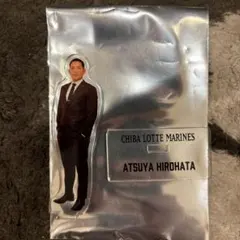 CHIBA LOTTE MARINES
ATSUYA HIROHATA